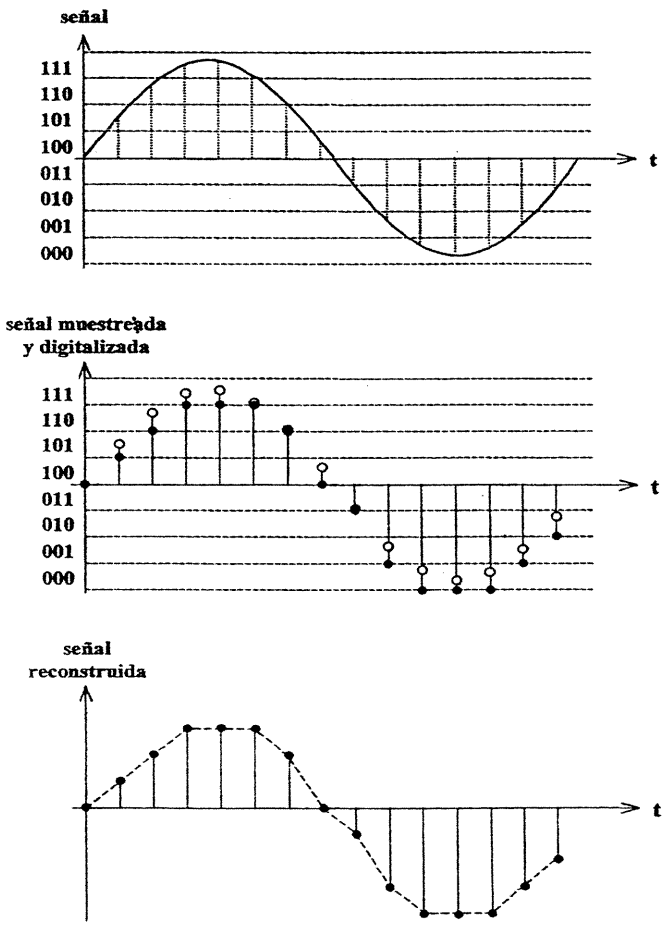 señal
111
110
101
100
011
010
001
000
t
señal muestreada
y digitalizada
111
110
101
100
011
010
001
000
t
señal
reconstruida
t